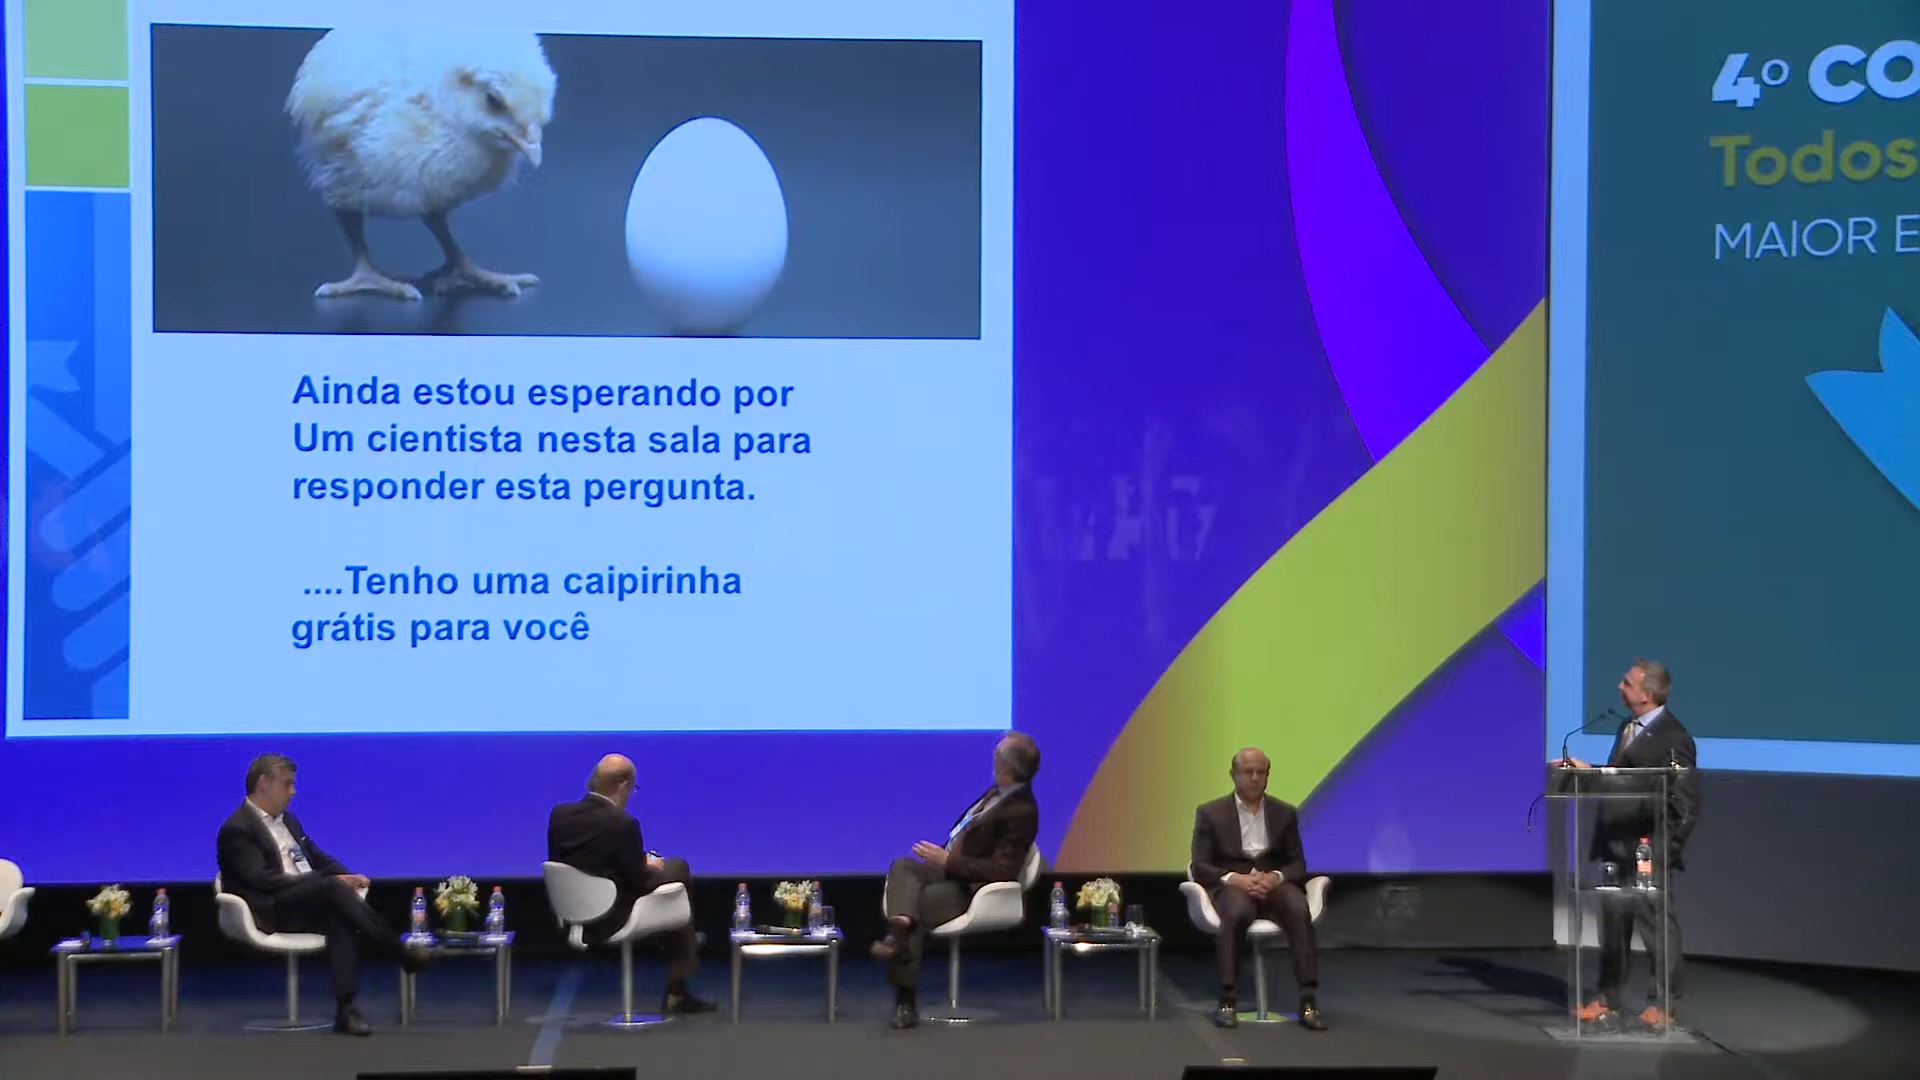 Ainda estou esperando por
Um cientista nesta sala para
responder esta pergunta.
....Tenho uma caipirinha
grátis para você
4º CO
Todos
MAIOR E